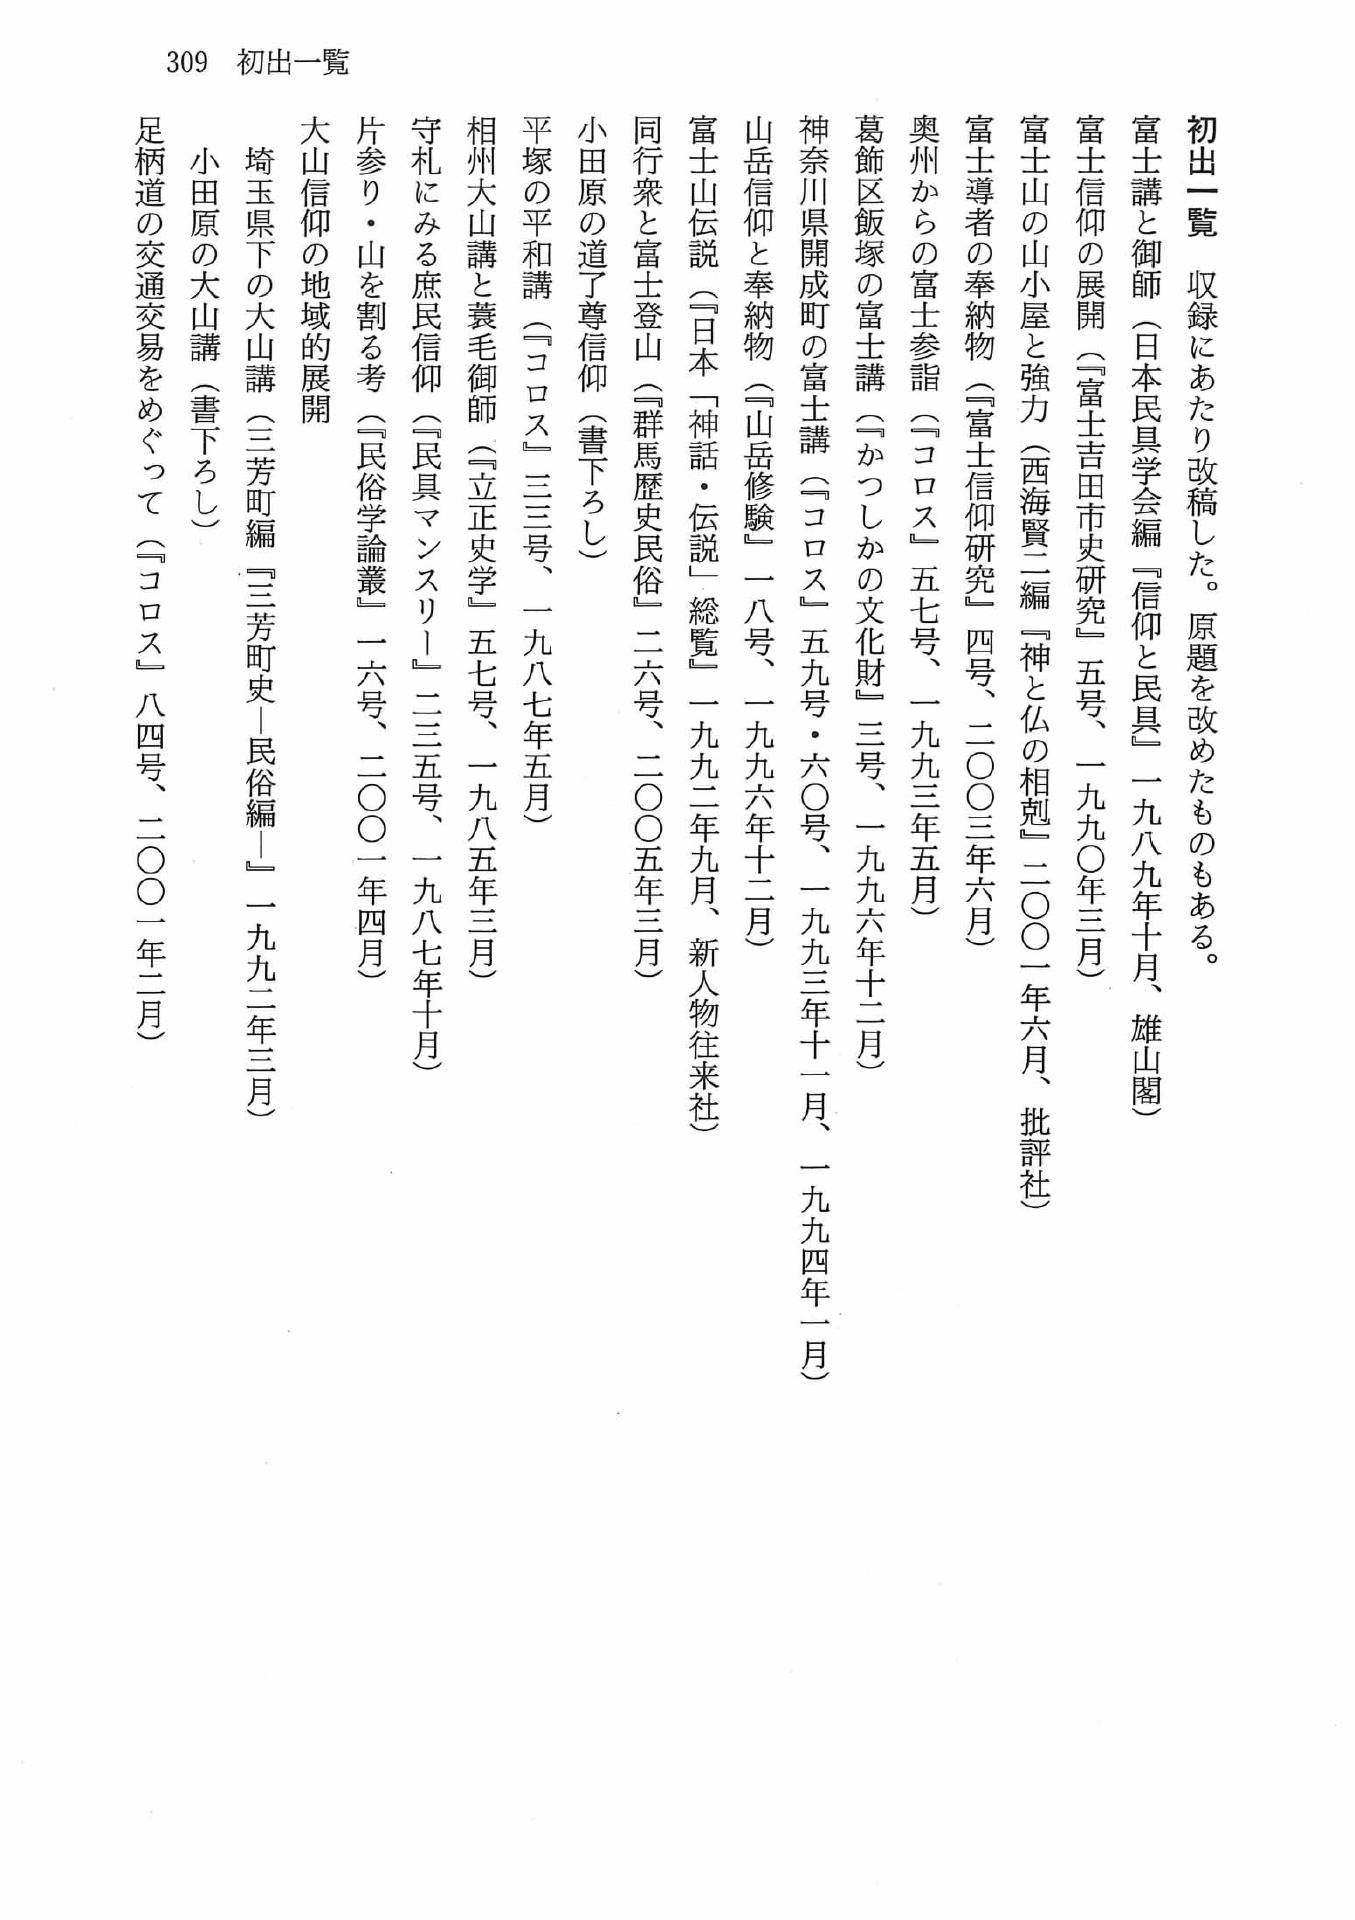 309　初出一覧
初出一覧　収録にあたり改稿した。原題を改めたものもある。
富士講と御師（日本民具学会編『信仰と民具』一九八九年十月、雄山閣）
富士信仰の展開（『富士吉田市史研究』五号、一九九〇年三月）
富士山の山小屋と強力（西海賢二編『神と仏の相剋』二〇〇一年六月、批評社）
富士導者の奉納物（『富士信仰研究』四号、二〇〇三年六月）
奥州からの富士参詣（『コロス』五七号、一九九三年五月）
葛飾区飯塚の富士講（『かつしかの文化財』三号、一九九六年十二月）
神奈川県開成町の富士講（『コロス』五九号・六〇号、一九九三年十一月、一九九四年一月）
山岳信仰と奉納物（『山岳修験』一八号、一九九六年十二月）
富士山伝説（『日本「神話・伝説」総覧』一九九二年九月、新人物往来社）
同行衆と富士登山（『群馬歴史民俗』二六号、二〇〇五年三月）
小田原の道了尊信仰（書下ろし）
平塚の平和講（『コロス』三三号、一九八七年五月）
相州大山講と蓑毛御師（『立正史学』五七号、一九八五年三月）
守札にみる庶民信仰（『民具マンスリー』二三五号、一九八七年十月）
片参り・山を割る考（『民俗学論叢』一六号、二〇〇一年四月）
大山信仰の地域的展開
　埼玉県下の大山講（三芳町編『三芳町史―民俗編―』一九九二年三月）
　小田原の大山講（書下ろし）
足柄道の交通交易をめぐって（『コロス』八四号、二〇〇一年二月）